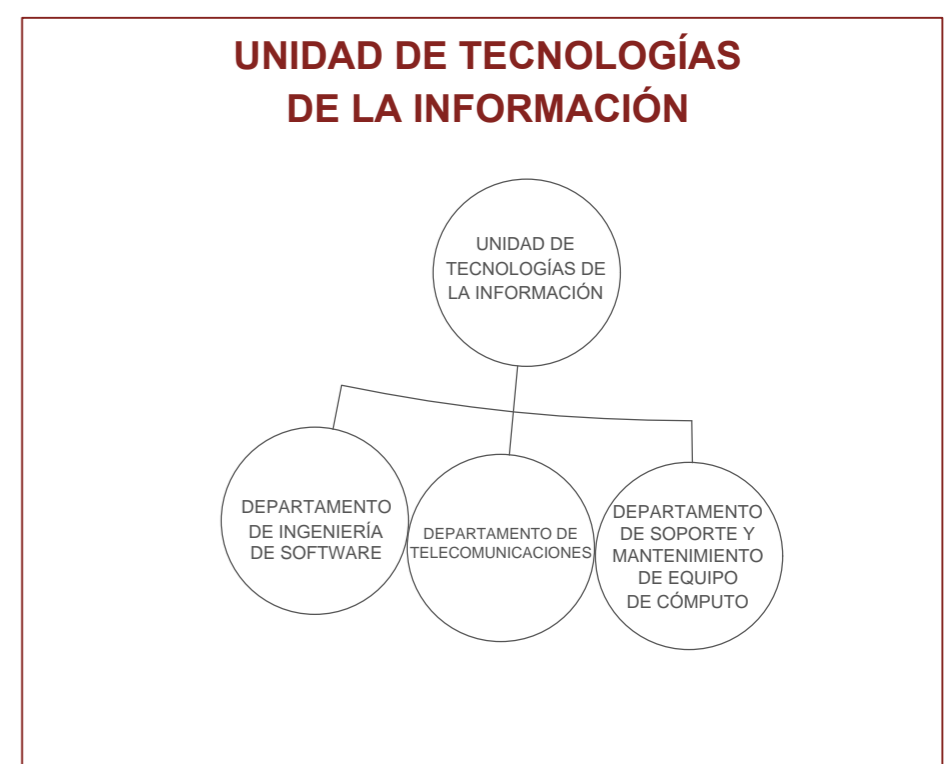 UNIDAD DE TECNOLOGÍAS
DE LA INFORMACIÓN
UNIDAD DE
TECNOLOGÍAS DE
LA INFORMACIÓN
DEPARTAMENTO
DE INGENIERÍA
DE SOFTWARE
DEPARTAMENTO DE
TELECOMUNICACIONES
DEPARTAMENTO
DE SOPORTE Y
MANTENIMIENTO
DE EQUIPO
DE CÓMPUTO